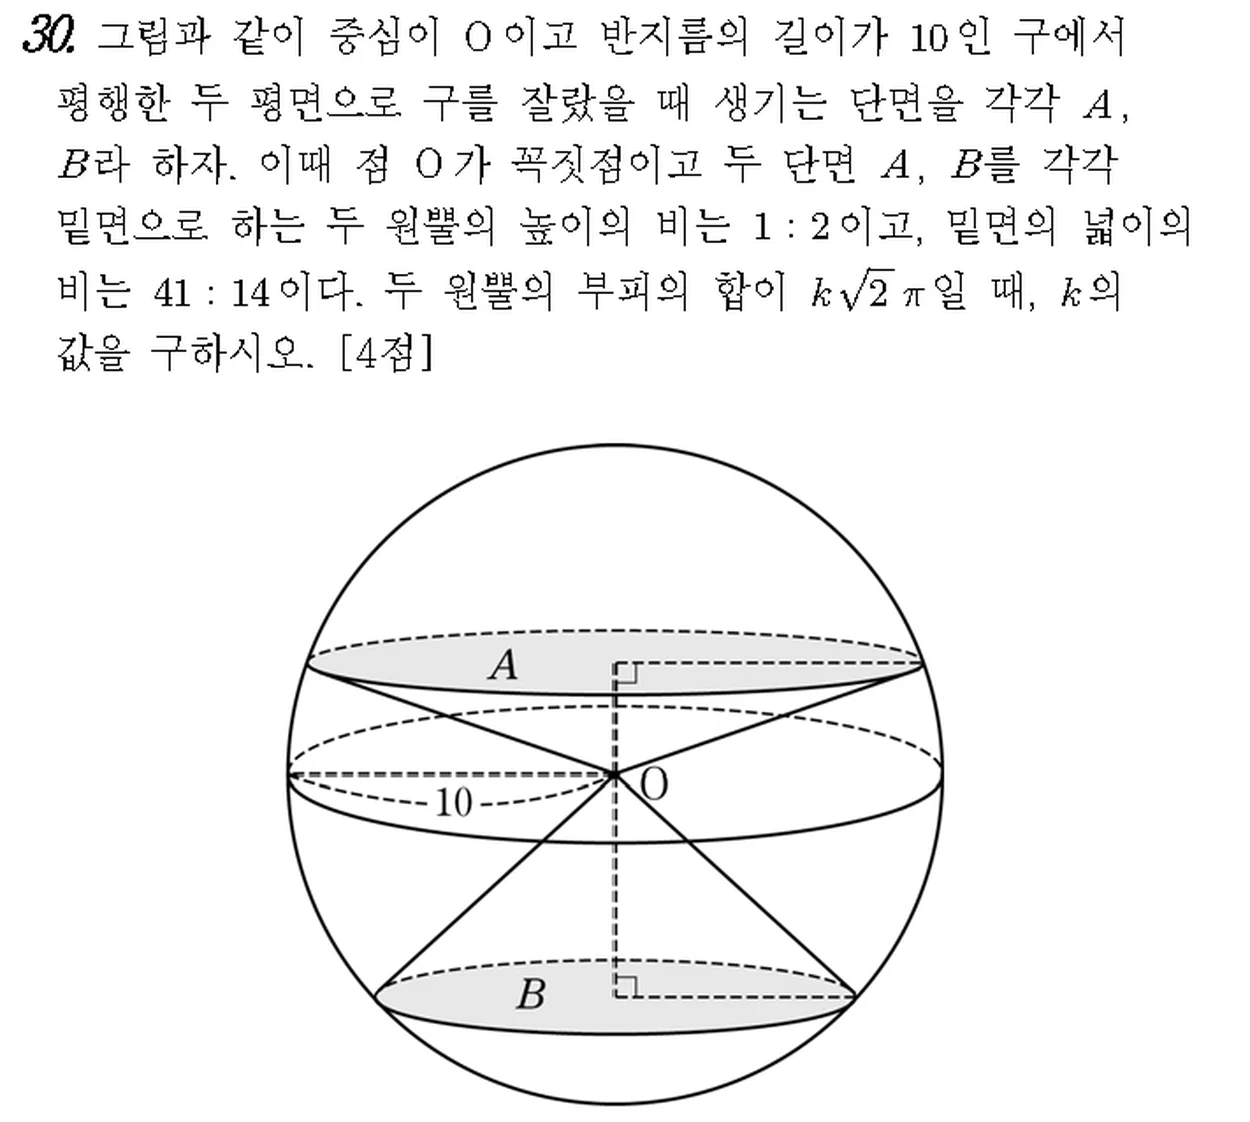 30. 그림과 같이 중심이 O이고 반지름의 길이가 10인 구에서
평행한 두 평면으로 구를 잘랐을 때 생기는 단면을 각각 A,
B라 하자. 이때 점 O가 꼭짓점이고 두 단면 A, B를 각각
밑면으로 하는 두 원뿔의 높이의 비는 1 : 2이고, 밑면의 넓이의
비는 41 : 14이다. 두 원뿔의 부피의 합이 k√2 π일 때, k의
값을 구하시오. [4점]
A
O
10
B